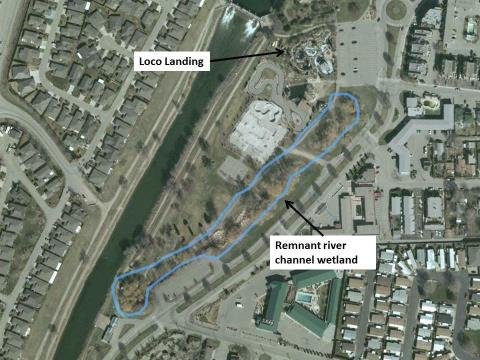 Loco Landing
Remnant river
channel wetland